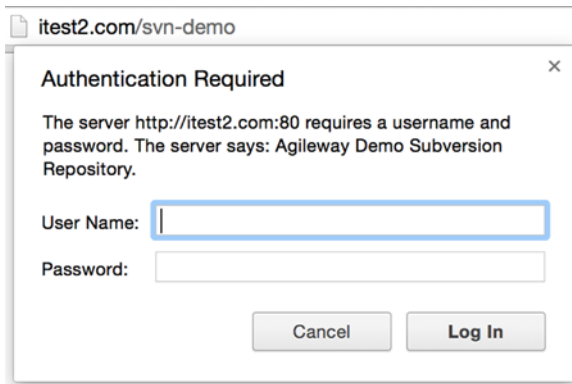 itest2.com/svn-demo
Authentication Required
The server http://itest2.com:80 requires a username and
password. The server says: Agileway Demo Subversion
Repository.
User Name:
Password:
Cancel Log In